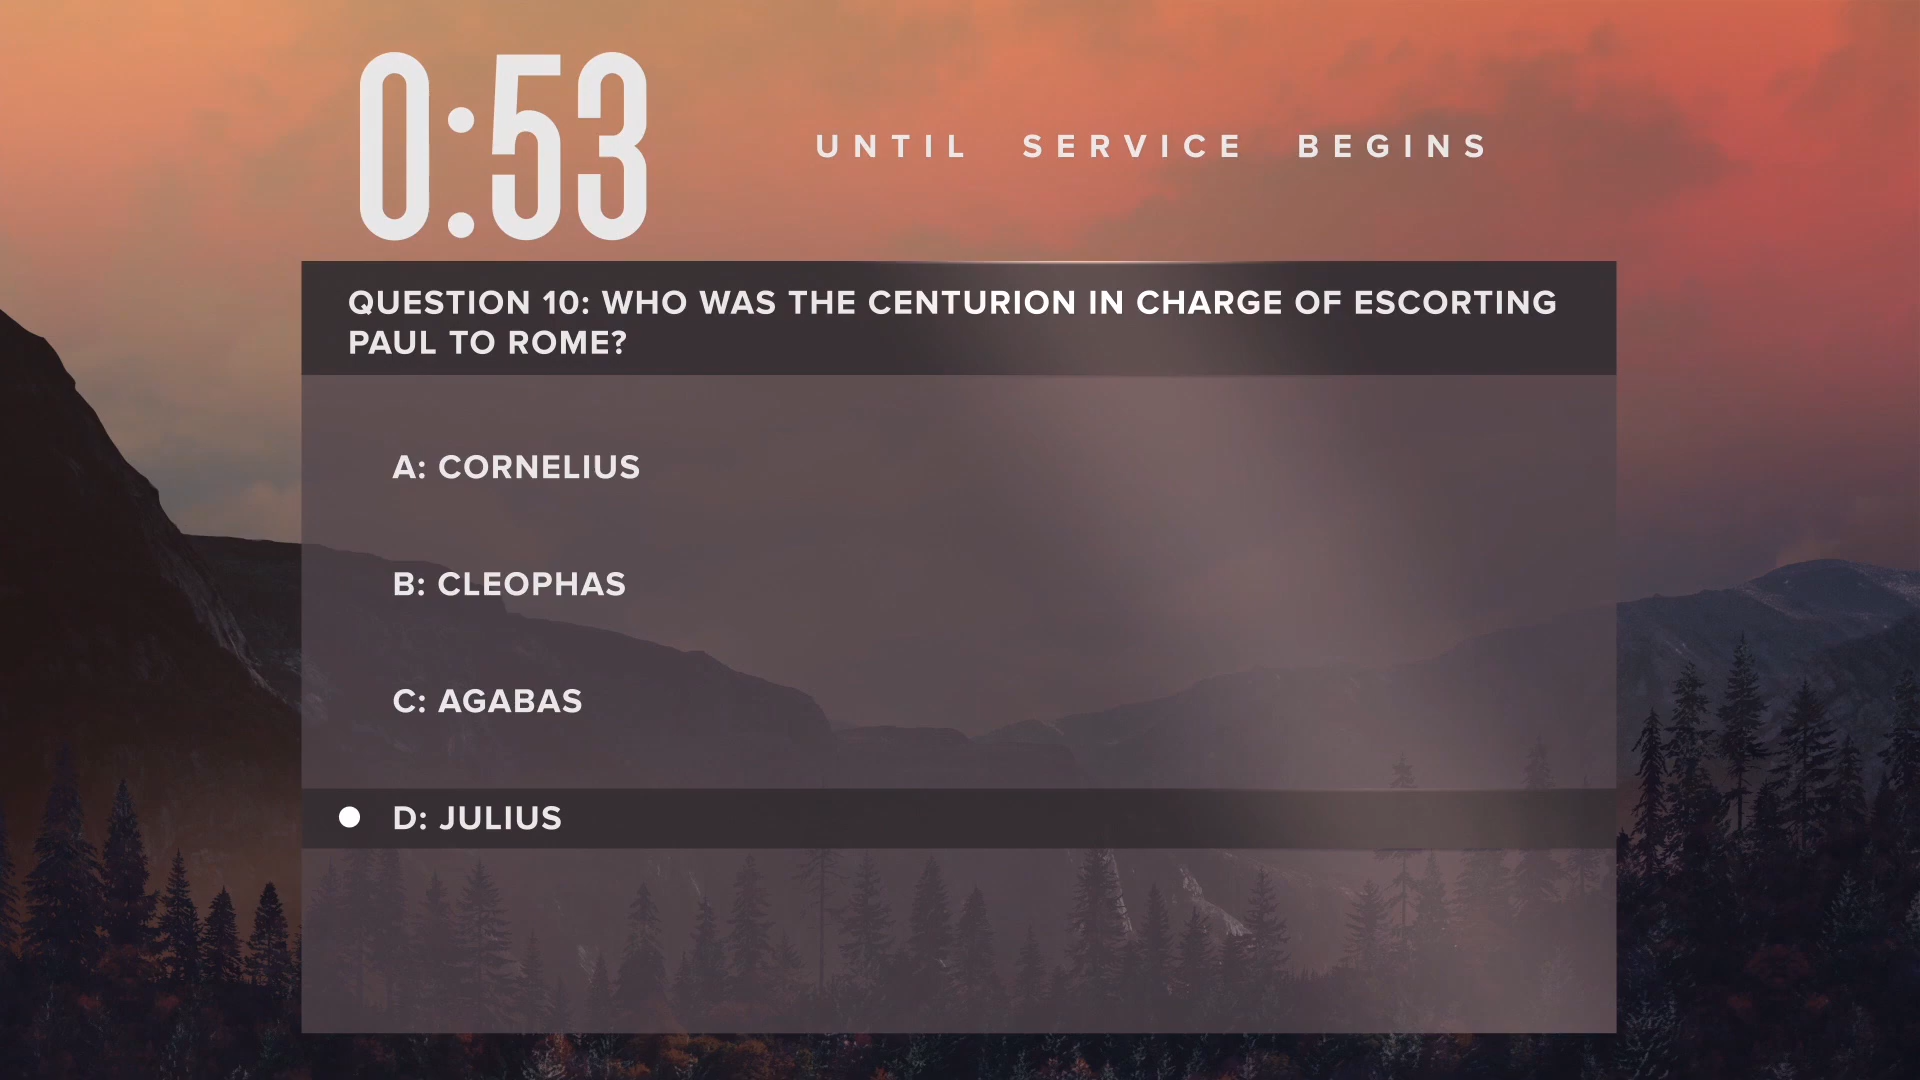 0:53
UNTIL SERVICE BEGINS
QUESTION 10: WHO WAS THE CENTURION IN CHARGE OF ESCORTING
PAUL TO ROME?
A: CORNELIUS
B: CLEOPHAS
C: AGABAS
D: JULIUS